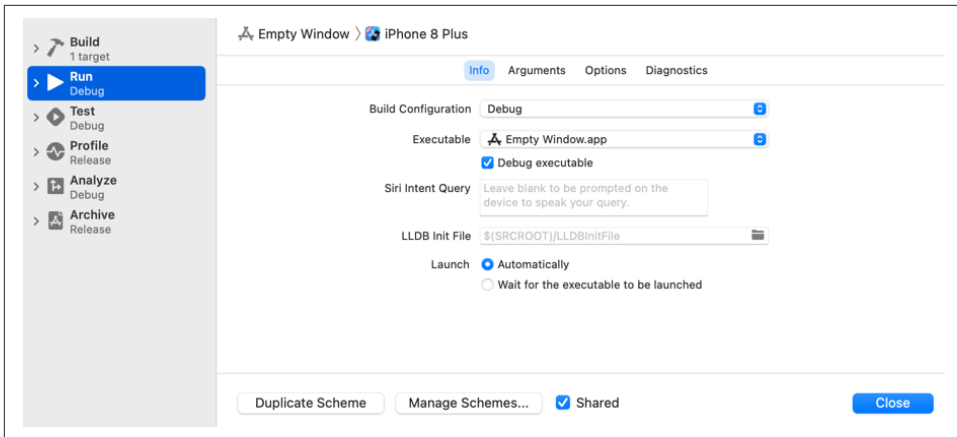 Build
1 target
Run
Debug
Test
Debug
Profile
Release
Analyze
Debug
Archive
Release
Empty Window 〉 iPhone 8 Plus
Info Arguments Options Diagnostics
Build Configuration Debug
Executable Empty Window.app
Debug executable
Siri Intent Query Leave blank to be prompted on the
device to speak your query.
LLDB Init File $(SRCROOT)/LLDBInitFile
Launch Automatically
Wait for the executable to be launched
Duplicate Scheme Manage Schemes... Shared Close